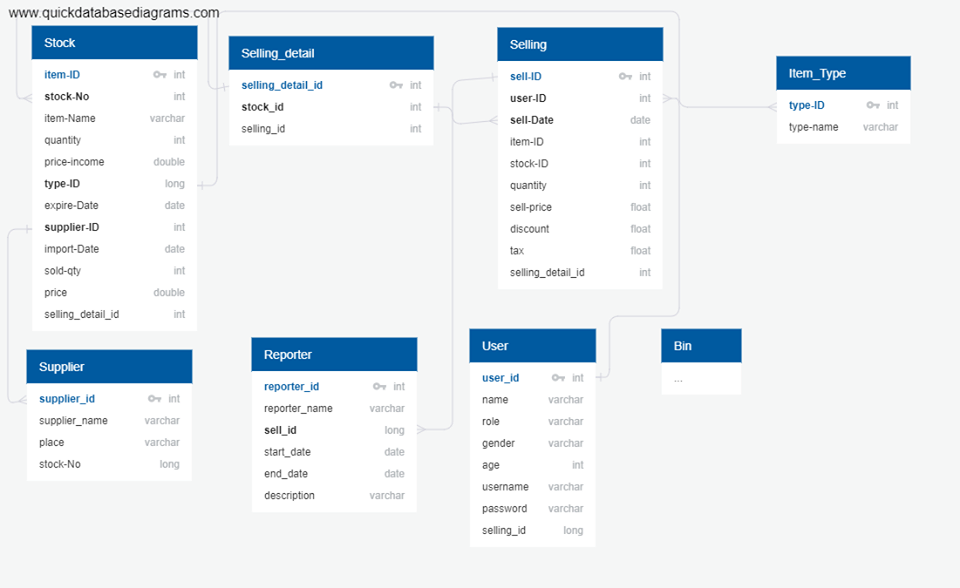 www.quickdatabasediagrams.com
Stock
item-ID int
stock-No int
item-Name varchar
quantity int
price-income double
type-ID long
expire-Date date
supplier-ID int
import-Date date
sold-qty int
price double
selling_detail_id int
Selling_detail
selling_detail_id int
stock_id int
selling_id int
Selling
sell-ID int
user-ID int
sell-Date date
item-ID int
stock-ID int
quantity int
sell-price float
discount float
tax float
selling_detail_id int
Item_Type
type-ID int
type-name varchar
Supplier
supplier_id int
supplier_name varchar
place varchar
stock-No long
Reporter
reporter_id int
reporter_name varchar
sell_id long
start_date date
end_date date
description varchar
User
user_id int
name varchar
role varchar
gender varchar
age int
username varchar
password varchar
selling_id long
Bin
...